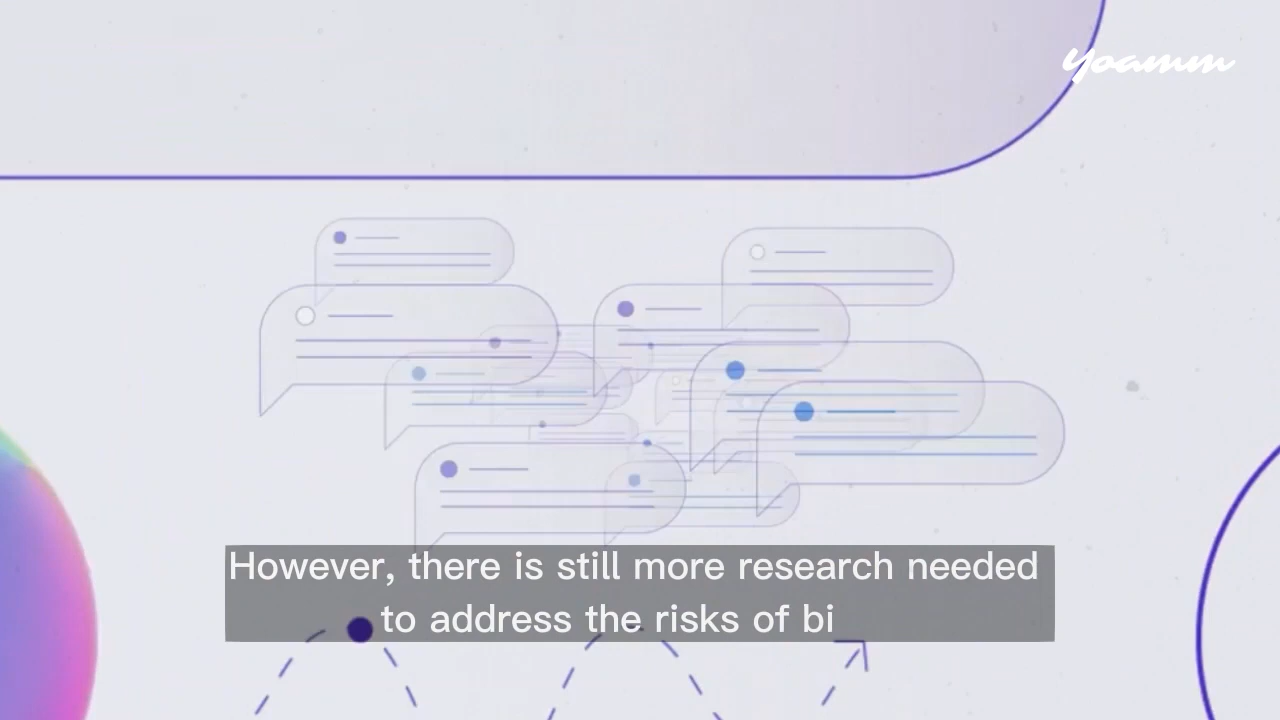 Yoamm
However, there is still more research needed
to address the risks of bi